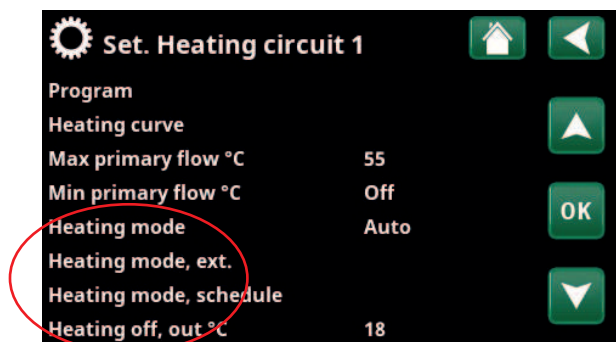 Set. Heating circuit 1
Program
Heating curve
Max primary flow °C 55
Min primary flow °C Off
Heating mode Auto
OK
Heating mode, ext.
Heating mode, schedule
Heating off, out °C 18